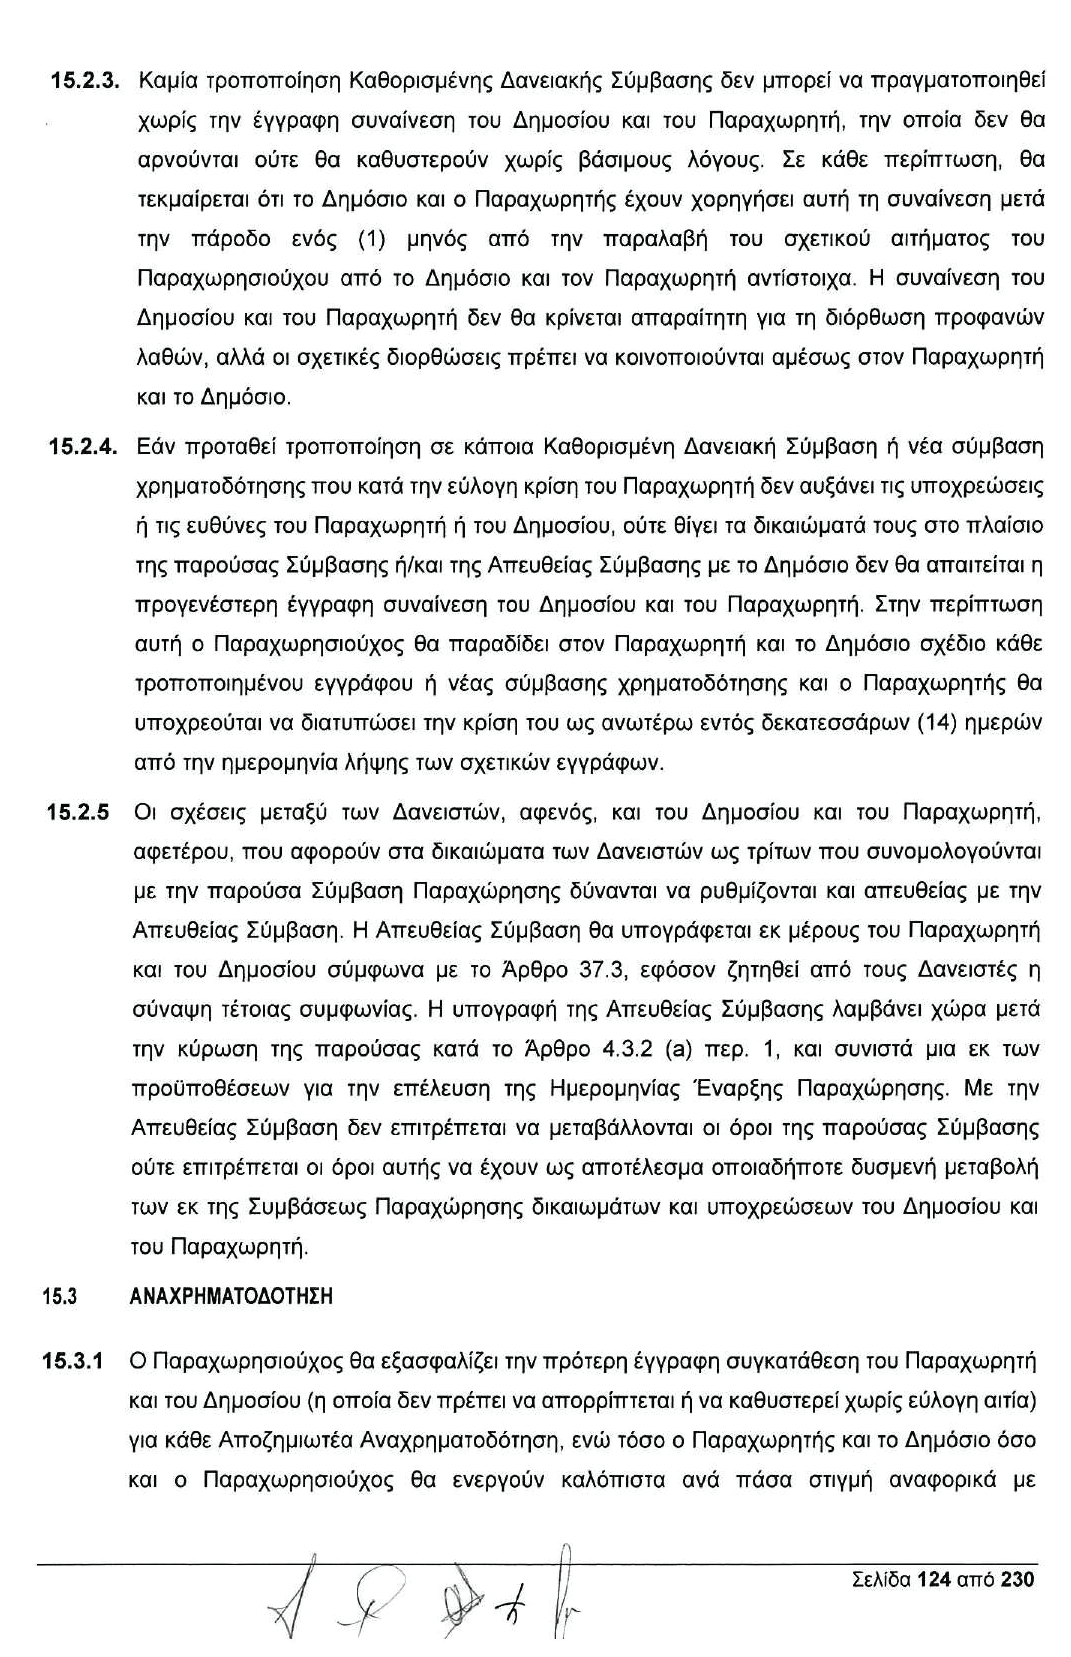 15.2.3. Καμία τροποποίηση Καθορισμένης Δανειακής Σύμβασης δεν μπορεί να πραγματοποιηθεί
χωρίς την έγγραφη συναίνεση του Δημοσίου και του Παραχωρητή, την οποία δεν θα
αρνούνται ούτε θα καθυστερούν χωρίς βάσιμους λόγους. Σε κάθε περίπτωση, θα
τεκμαίρεται ότι το Δημόσιο και ο Παραχωρητής έχουν χορηγήσει αυτή τη συναίνεση μετά
την πάροδο ενός (1) μηνός από την παραλαβή του σχετικού αιτήματος του
Παραχωρησιούχου από το Δημόσιο και τον Παραχωρητή αντίστοιχα. Η συναίνεση του
Δημοσίου και του Παραχωρητή δεν θα κρίνεται απαραίτητη για τη διόρθωση προφανών
λαθών, αλλά οι σχετικές διορθώσεις πρέπει να κοινοποιούνται αμέσως στον Παραχωρητή
και το Δημόσιο.
15.2.4. Εάν προταθεί τροποποίηση σε κάποια Καθορισμένη Δανειακή Σύμβαση ή νέα σύμβαση
χρηματοδότησης που κατά την εύλογη κρίση του Παραχωρητή δεν αυξάνει τις υποχρεώσεις
ή τις ευθύνες του Παραχωρητή ή του Δημοσίου, ούτε θίγει τα δικαιώματά τους στο πλαίσιο
της παρούσας Σύμβασης ή/και της Απευθείας Σύμβασης με το Δημόσιο δεν θα απαιτείται η
προγενέστερη έγγραφη συναίνεση του Δημοσίου και του Παραχωρητή. Στην περίπτωση
αυτή ο Παραχωρησιούχος θα παραδίδει στον Παραχωρητή και το Δημόσιο σχέδιο κάθε
τροποποιημένου εγγράφου ή νέας σύμβασης χρηματοδότησης και ο Παραχωρητής θα
υποχρεούται να διατυπώσει την κρίση του ως ανωτέρω εντός δεκατεσσάρων (14) ημερών
από την ημερομηνία λήψης των σχετικών εγγράφων.
15.2.5 Οι σχέσεις μεταξύ των Δανειστών, αφενός, και του Δημοσίου και του Παραχωρητή,
αφετέρου, που αφορούν στα δικαιώματα των Δανειστών ως τρίτων που συνομολογούνται
με την παρούσα Σύμβαση Παραχώρησης δύνανται να ρυθμίζονται και απευθείας με την
Απευθείας Σύμβαση. Η Απευθείας Σύμβαση θα υπογράφεται εκ μέρους του Παραχωρητή
και του Δημοσίου σύμφωνα με το Άρθρο 37.3, εφόσον ζητηθεί από τους Δανειστές η
σύναψη τέτοιας συμφωνίας. Η υπογραφή της Απευθείας Σύμβασης λαμβάνει χώρα μετά
την κύρωση της παρούσας κατά το Άρθρο 4.3.2 (a) περ. 1, και συνιστά μια εκ των
προϋποθέσεων για την επέλευση της Ημερομηνίας Έναρξης Παραχώρησης. Με την
Απευθείας Σύμβαση δεν επιτρέπεται να μεταβάλλονται οι όροι της παρούσας Σύμβασης
ούτε επιτρέπεται οι όροι αυτής να έχουν ως αποτέλεσμα οποιαδήποτε δυσμενή μεταβολή
των εκ της Συμβάσεως Παραχώρησης δικαιωμάτων και υποχρεώσεων του Δημοσίου και
του Παραχωρητή.
15.3 ΑΝΑΧΡΗΜΑΤΟΔΟΤΗΣΗ
15.3.1 Ο Παραχωρησιούχος θα εξασφαλίζει την πρότερη έγγραφη συγκατάθεση του Παραχωρητή
και του Δημοσίου (η οποία δεν πρέπει να απορρίπτεται ή να καθυστερεί χωρίς εύλογη αιτία)
για κάθε Αποζημιωτέα Αναχρηματοδότηση, ενώ τόσο ο Παραχωρητής και το Δημόσιο όσο
και ο Παραχωρησιούχος θα ενεργούν καλόπιστα ανά πάσα στιγμή αναφορικά με
Σελίδα 124 από 230